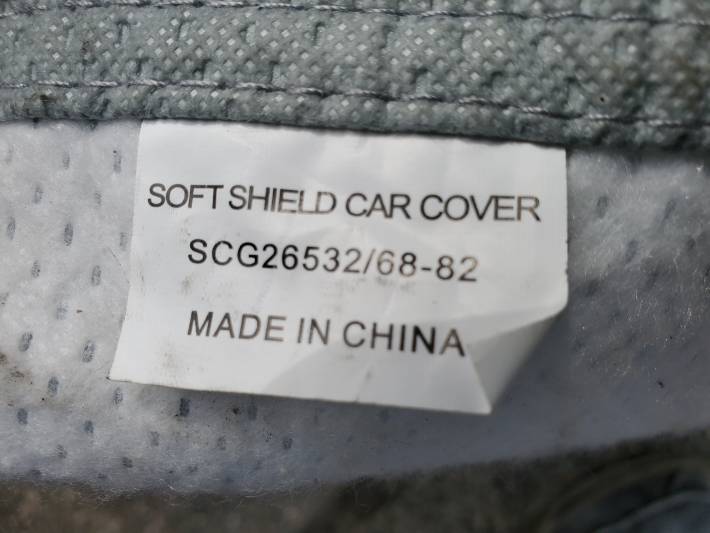 SOFT SHIELD CAR COVER
SCG26532/68-82
MADE IN CHINA